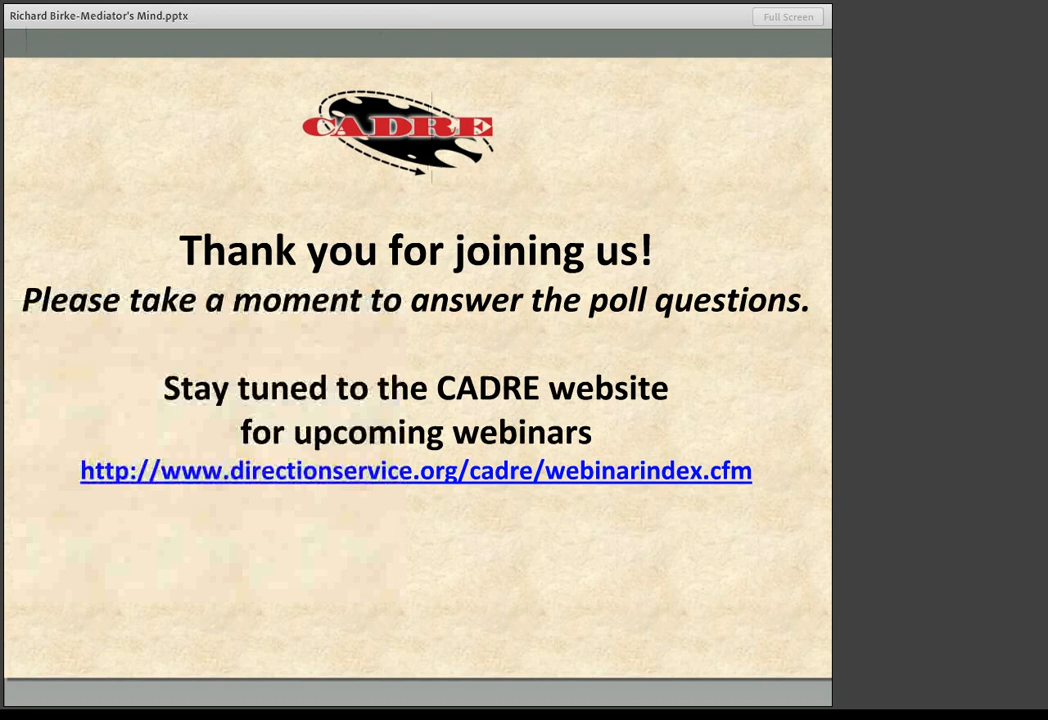 Richard Birke-Mediator's Mind.pptx
Full Screen
CADRE
Thank you for joining us!
Please take a moment to answer the poll questions.
Stay tuned to the CADRE website
for upcoming webinars
http://www.directionservice.org/cadre/webinarindex.cfm